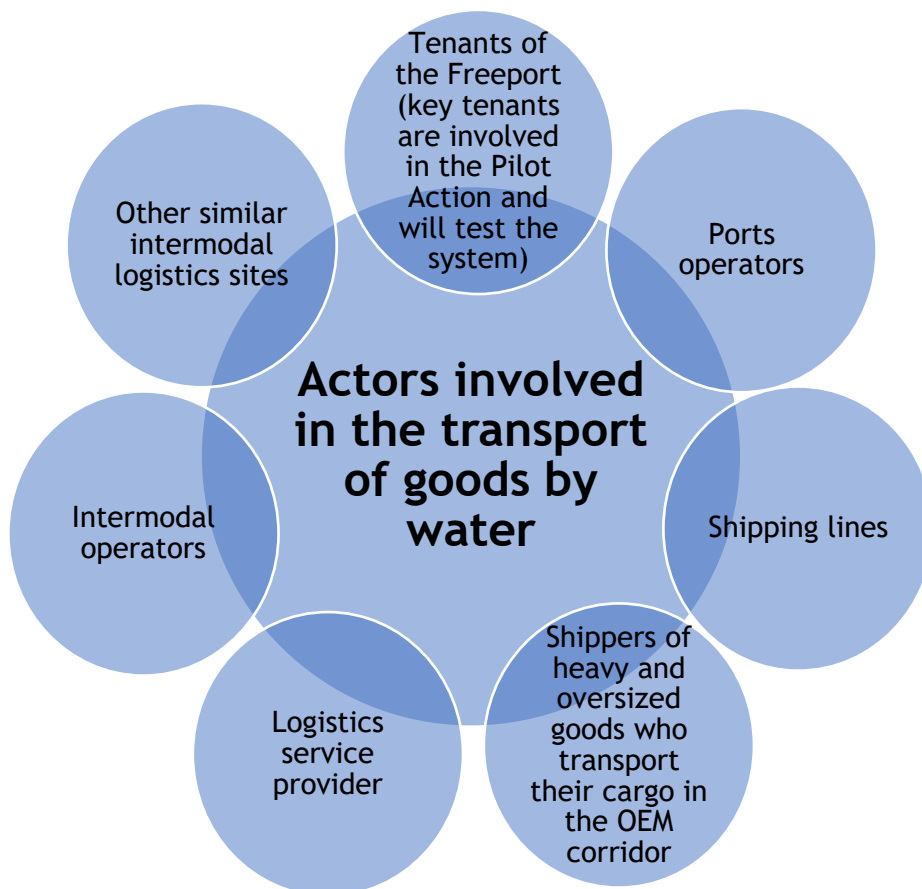 Tenants of
the Freeport
(key tenants
are involved
in the Pilot
Action and
will test the
system)
Ports
operators
Shipping lines
Shippers of
heavy and
oversized
goods who
transport
their cargo in
the OEM
corridor
Logistics
service
provider
Intermodal
operators
Other similar
intermodal
logistics sites
Actors involved
in the transport
of goods by
water